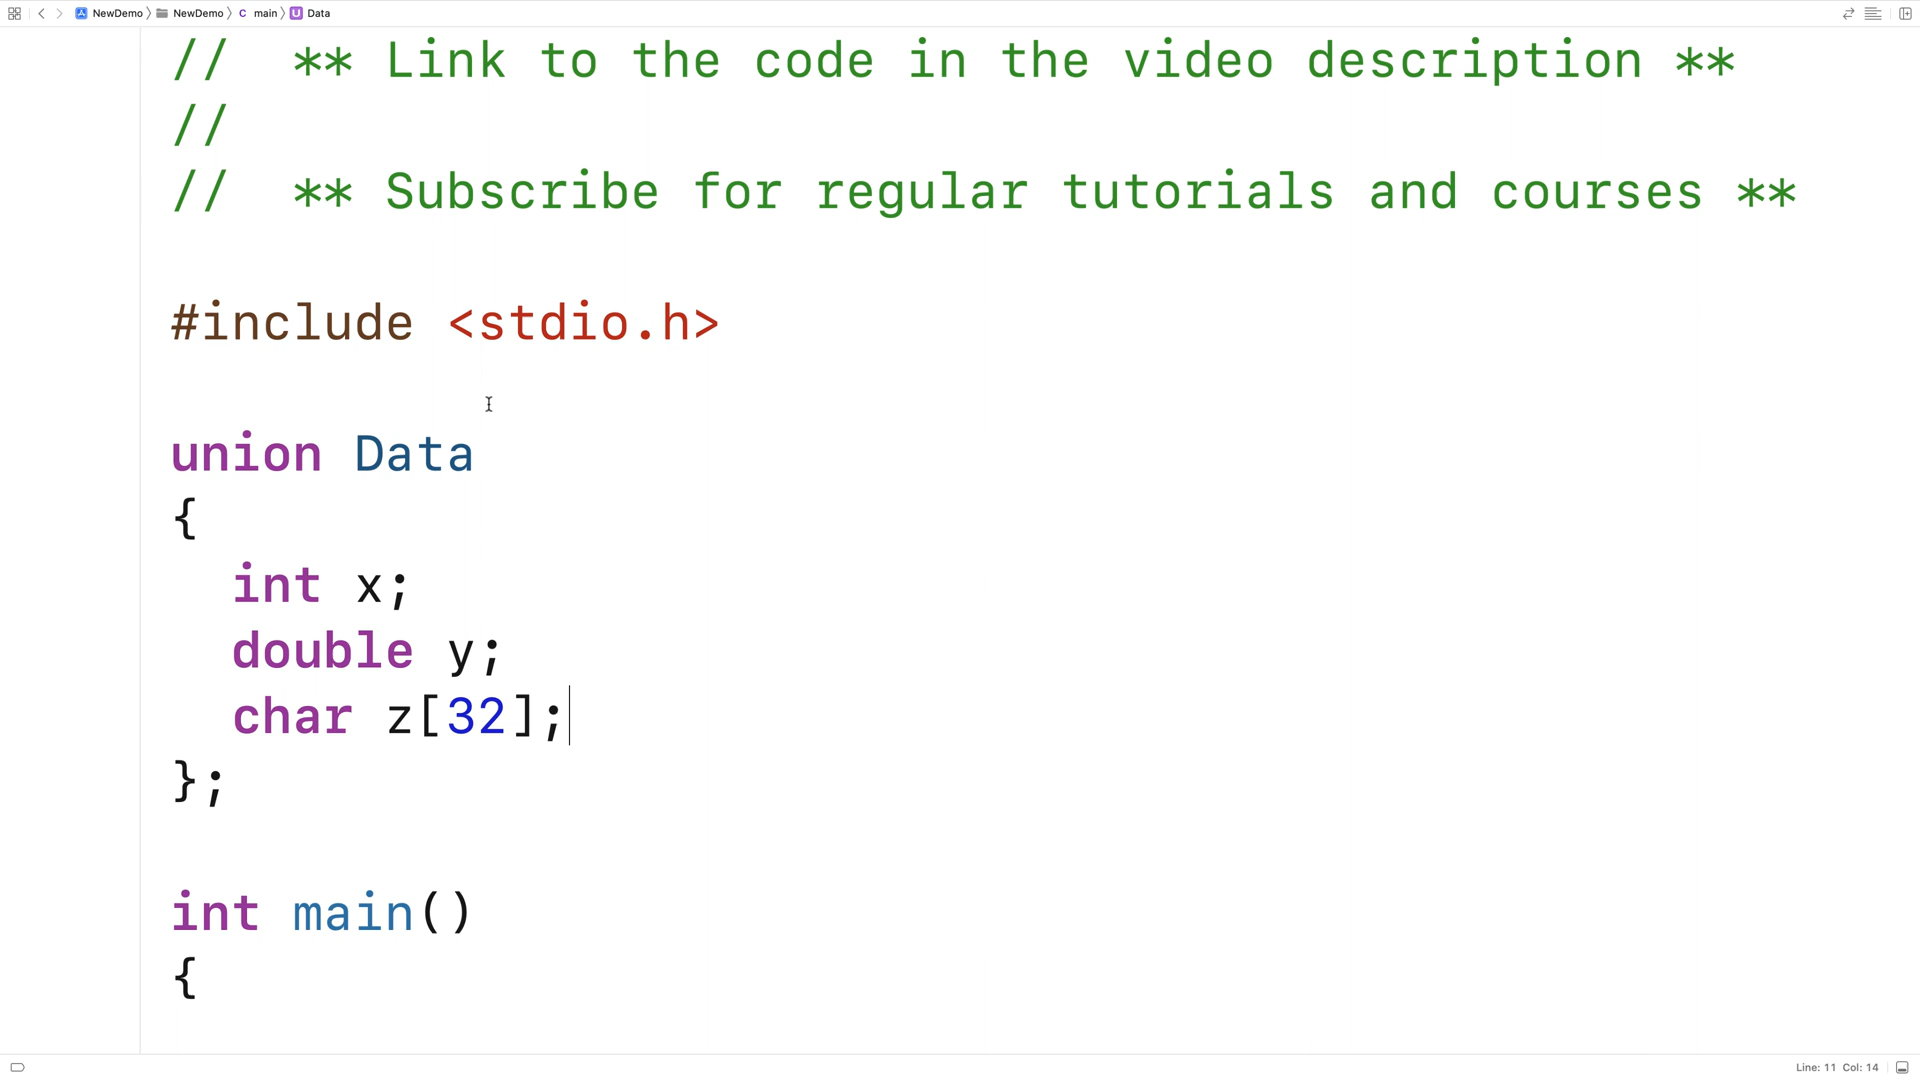 NewDemo NewDemo C main U Data
//  ** Link to the code in the video description **
//
//  ** Subscribe for regular tutorials and courses **
#include <stdio.h>
union Data
{
  int x;
  double y;
  char z[32];
};
int main()
{
Line: 11 Col: 14